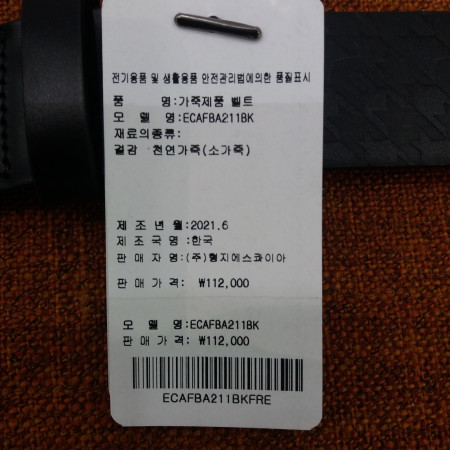 전기용품 및 생활용품 안전관리법에의한 품질표시
품 명:가죽제품 벨트
모 델 명:ECAFBA211BK
재료의종류:
겉감 천연가죽(소가죽)
제 조 년 월:2021.6
제 조 국 명:한국
판 매 자 명:(주)형지에스콰이아
판 매 가 격: ₩112,000
모 델 명:ECAFBA211BK
판 매 가 격: ₩112,000
ECAFBA211BKFRE